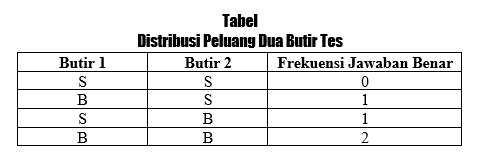 Tabel
Distribusi Peluang Dua Butir Tes
Butir 1 Butir 2 Frekuensi Jawaban Benar
S S 0
B S 1
S B 1
B B 2